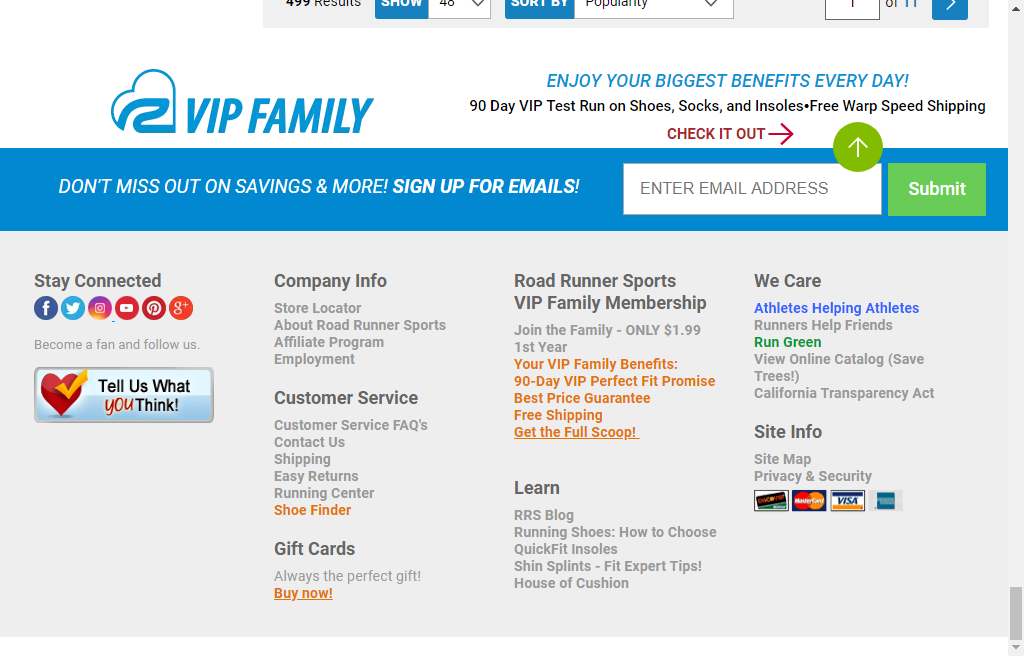 499 Results SHOW 48 SORT BY Popularity 1 of 11
VIP FAMILY
ENJOY YOUR BIGGEST BENEFITS EVERY DAY!
90 Day VIP Test Run on Shoes, Socks, and Insoles•Free Warp Speed Shipping
CHECK IT OUT
DON'T MISS OUT ON SAVINGS & MORE! SIGN UP FOR EMAILS!
ENTER EMAIL ADDRESS
Submit
Stay Connected
Become a fan and follow us.
Tell Us What
YOU Think!
Company Info
Store Locator
About Road Runner Sports
Affiliate Program
Employment
Customer Service
Customer Service FAQ's
Contact Us
Shipping
Easy Returns
Running Center
Shoe Finder
Gift Cards
Always the perfect gift!
Buy now!
Road Runner Sports
VIP Family Membership
Join the Family - ONLY $1.99
1st Year
Your VIP Family Benefits:
90-Day VIP Perfect Fit Promise
Best Price Guarantee
Free Shipping
Get the Full Scoop!
Learn
RRS Blog
Running Shoes: How to Choose
QuickFit Insoles
Shin Splints - Fit Expert Tips!
House of Cushion
We Care
Athletes Helping Athletes
Runners Help Friends
Run Green
View Online Catalog (Save
Trees!)
California Transparency Act
Site Info
Site Map
Privacy & Security
DISCOVER MasterCard VISA